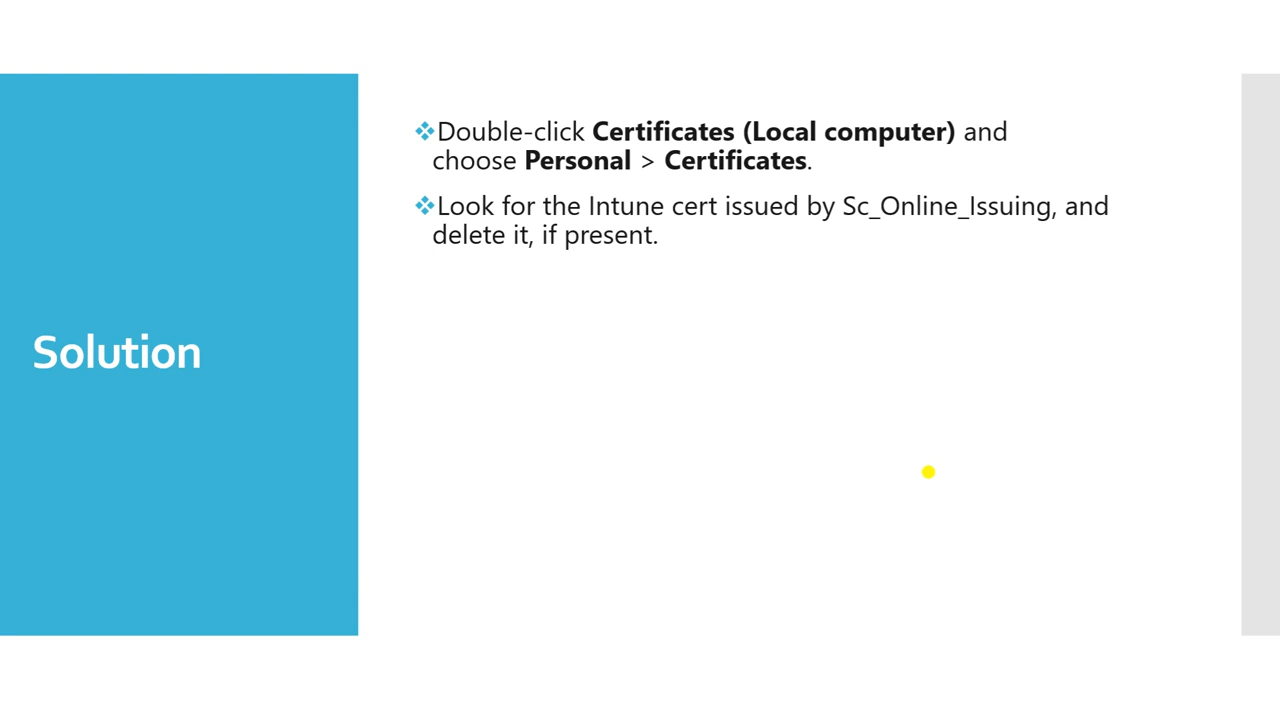 Solution
Double-click Certificates (Local computer) and
choose Personal > Certificates.
Look for the Intune cert issued by Sc_Online_Issuing, and
delete it, if present.